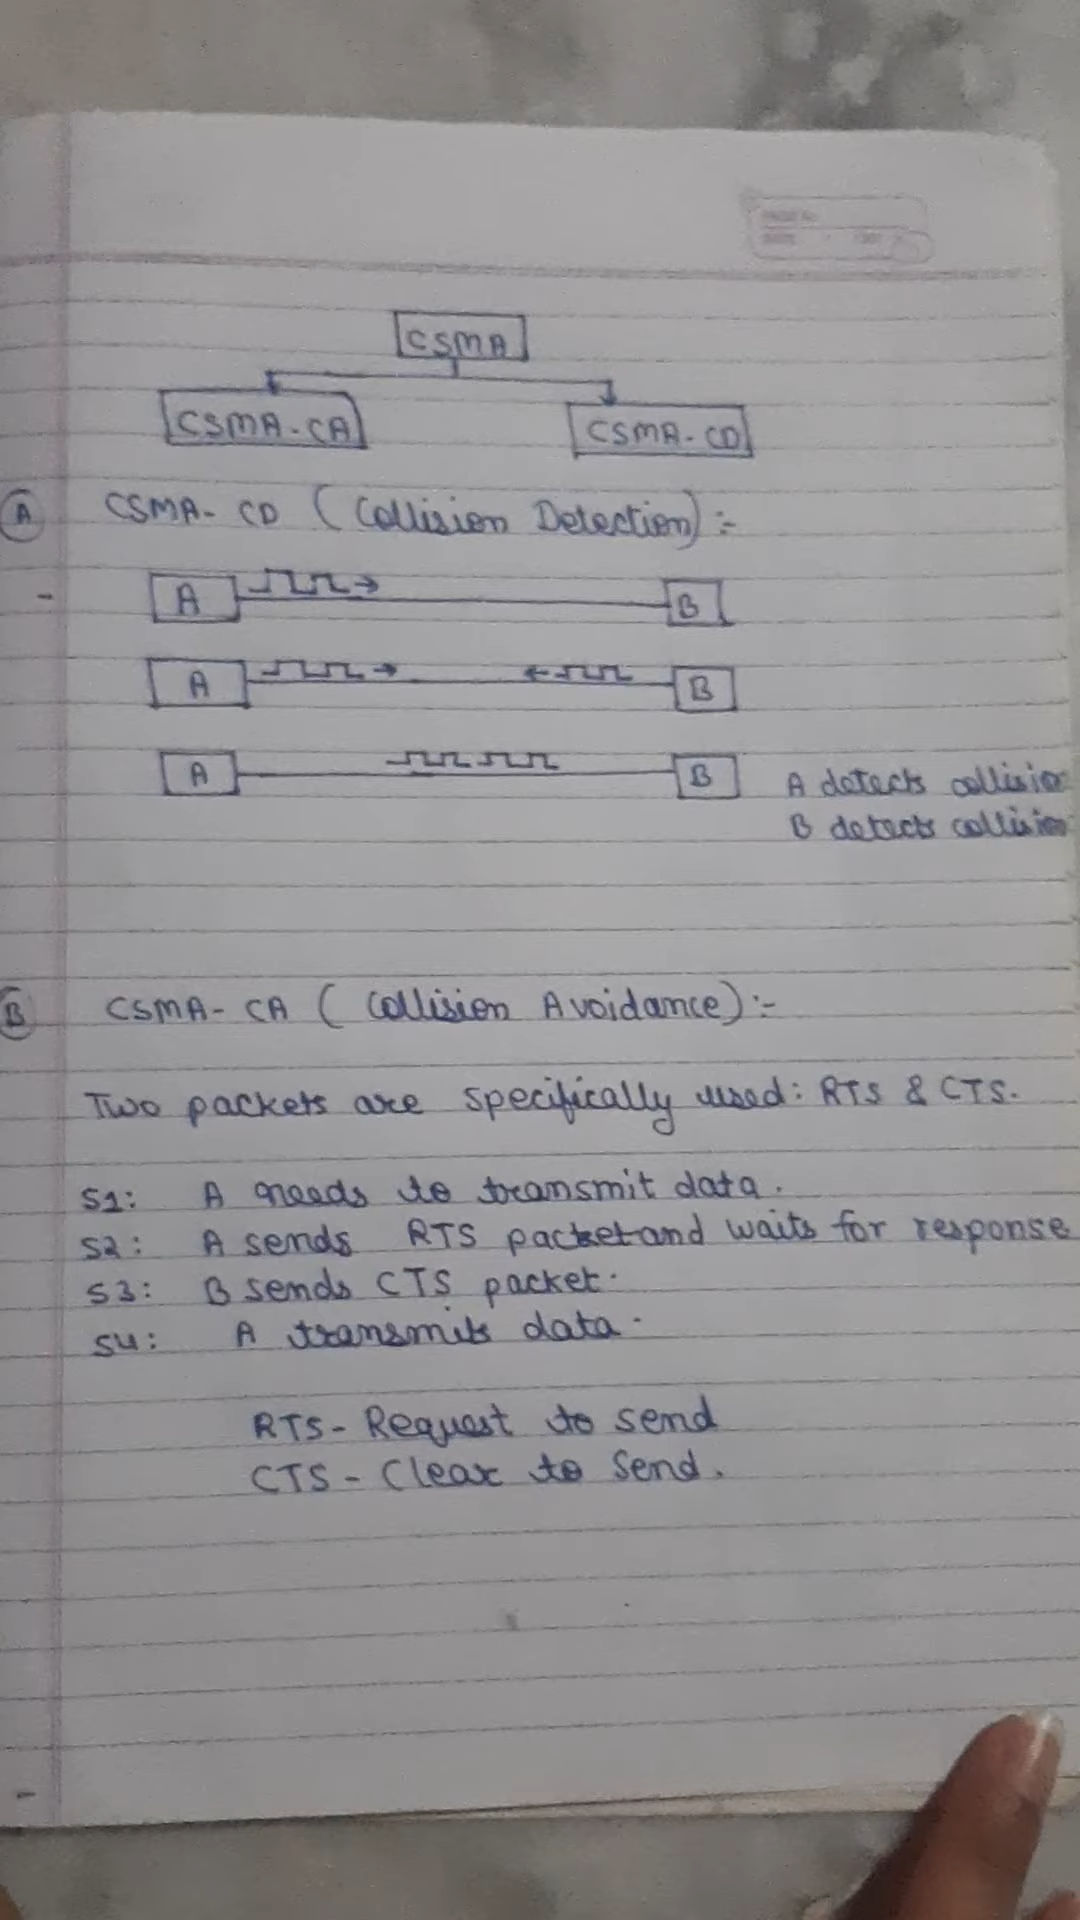 CSMA
CSMA-CA CSMA-CD
A CSMA-CD (Collision Detection) :-
A B
A B
A B A detects collision
B detects collision
B CSMA-CA (Collision Avoidance) :-
Two packets are specifically used: RTS & CTS.
S1: A needs to transmit data.
S2: A sends RTS packet and waits for response
S3: B sends CTS packet.
S4: A transmits data.
RTS - Request to send
CTS - Clear to Send.